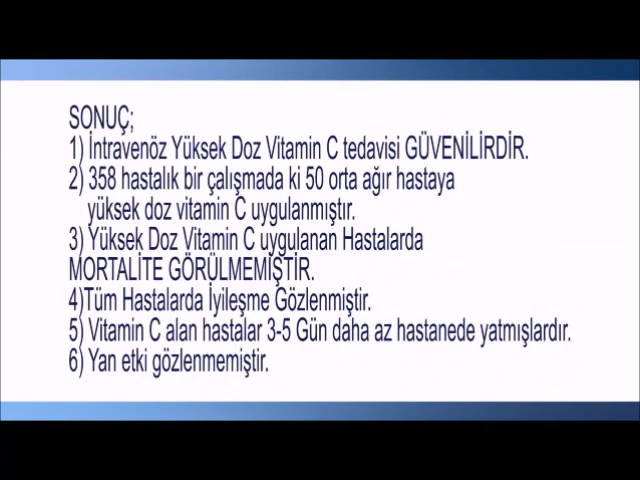 SONUÇ;
1) İntravenöz Yüksek Doz Vitamin C tedavisi GÜVENİLİRDİR.
2) 358 hastalık bir çalışmada ki 50 orta ağır hastaya
yüksek doz vitamin C uygulanmıştır.
3) Yüksek Doz Vitamin C uygulanan Hastalarda
MORTALİTE GÖRÜLMEMİŞTİR.
4)Tüm Hastalarda İyileşme Gözlenmiştir.
5) Vitamin C alan hastalar 3-5 Gün daha az hastanede yatmışlardır.
6) Yan etki gözlenmemiştir.